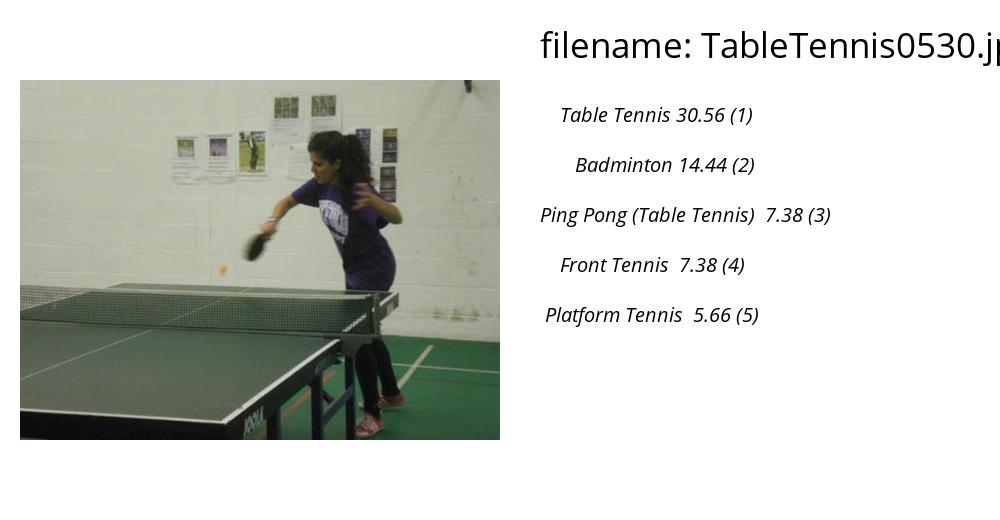 filename: TableTennis0530.jp
Table Tennis 30.56 (1)
Badminton 14.44 (2)
Ping Pong (Table Tennis) 7.38 (3)
Front Tennis 7.38 (4)
Platform Tennis 5.66 (5)
JOOLA